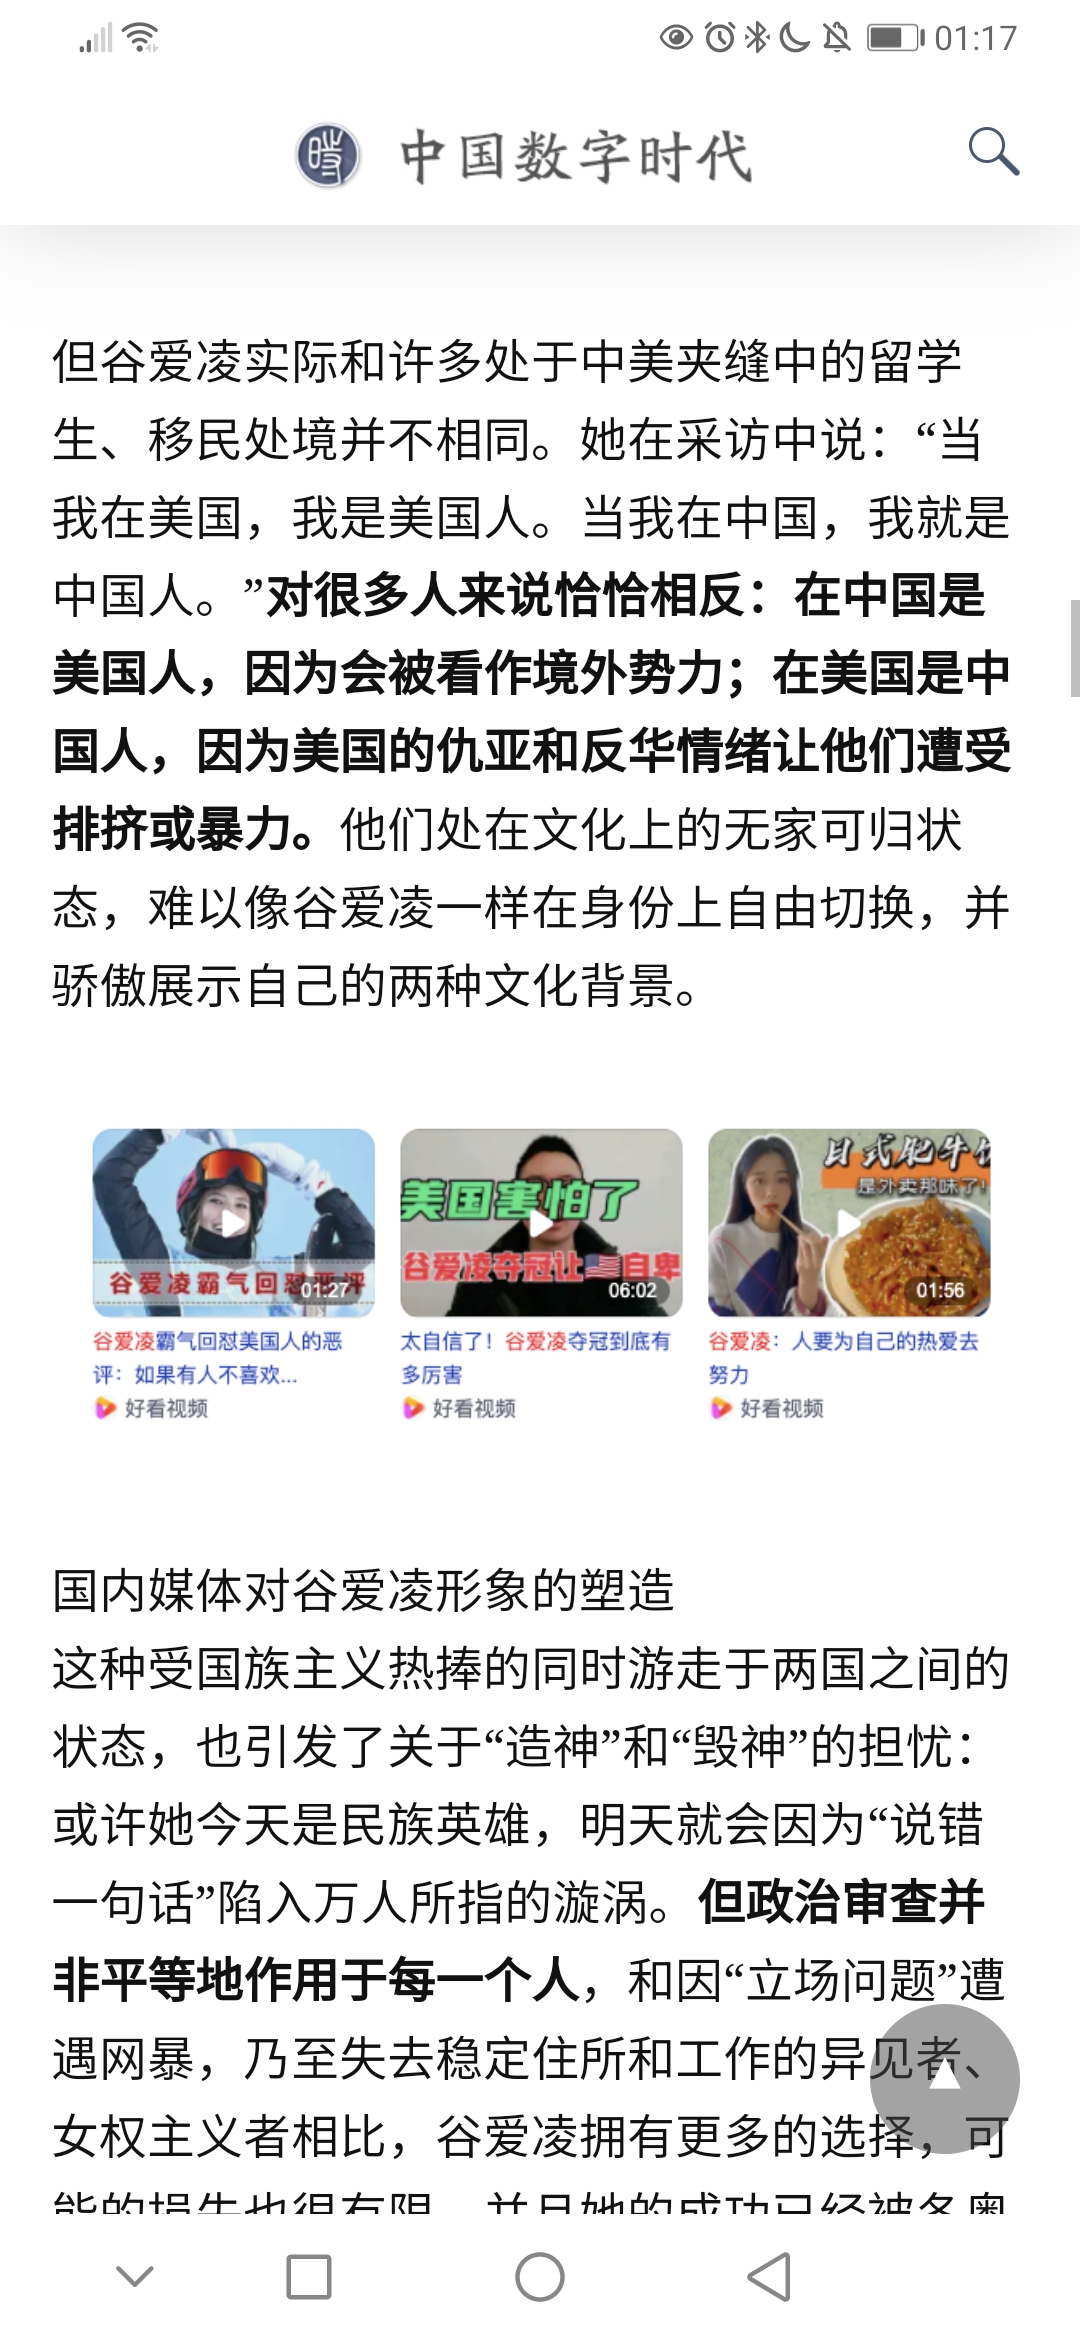 01:17
中国数字时代
但谷爱凌实际和许多处于中美夹缝中的留学
生、移民处境并不相同。她在采访中说：“当
我在美国，我是美国人。当我在中国，我就是
中国人。”对很多人来说恰恰相反：在中国是
美国人，因为会被看作境外势力；在美国是中
国人，因为美国的仇亚和反华情绪让他们遭受
排挤或暴力。他们处在文化上的无家可归状
态，难以像谷爱凌一样在身份上自由切换，并
骄傲展示自己的两种文化背景。
谷爱凌霸气回怼恶评
01:27
谷爱凌霸气回怼美国人的恶
评：如果有人不喜欢...
好看视频
美国害怕了
谷爱凌夺冠让🇺🇸自卑
06:02
太自信了！谷爱凌夺冠到底有
多厉害
好看视频
日式肥牛
是外卖那味了!
01:56
谷爱凌：人要为自己的热爱去
努力
好看视频
国内媒体对谷爱凌形象的塑造
这种受国族主义热捧的同时游走于两国之间的
状态，也引发了关于“造神”和“毁神”的担忧：
或许她今天是民族英雄，明天就会因为“说错
一句话”陷入万人所指的漩涡。但政治审查并
非平等地作用于每一个人，和因“立场问题”遭
遇网暴，乃至失去稳定住所和工作的异见者、
女权主义者相比，谷爱凌拥有更多的选择，可
能的损失也很有限，并且她的成功已经被冬奥